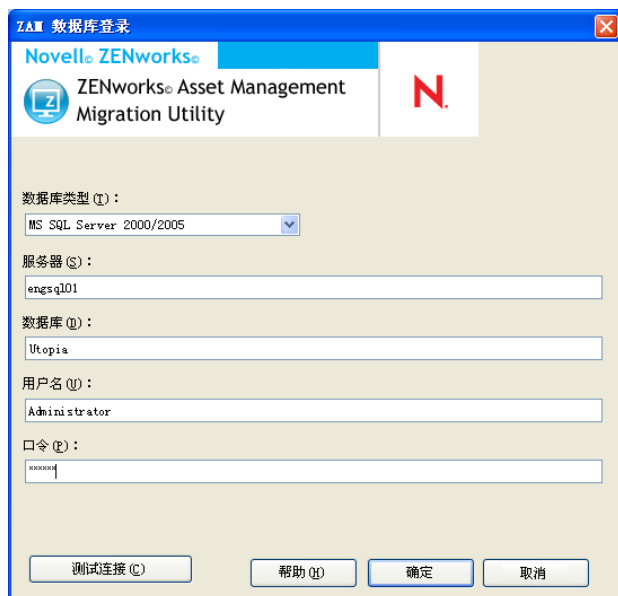 ZAM 数据库登录
Novell® ZENworks®
ZENworks® Asset Management
Migration Utility
N.
数据库类型(T)：
MS SQL Server 2000/2005
服务器(S)：
engsql01
数据库(D)：
Utopia
用户名(U)：
Administrator
口令(P)：
******
测试连接(C)
帮助(H)
确定
取消